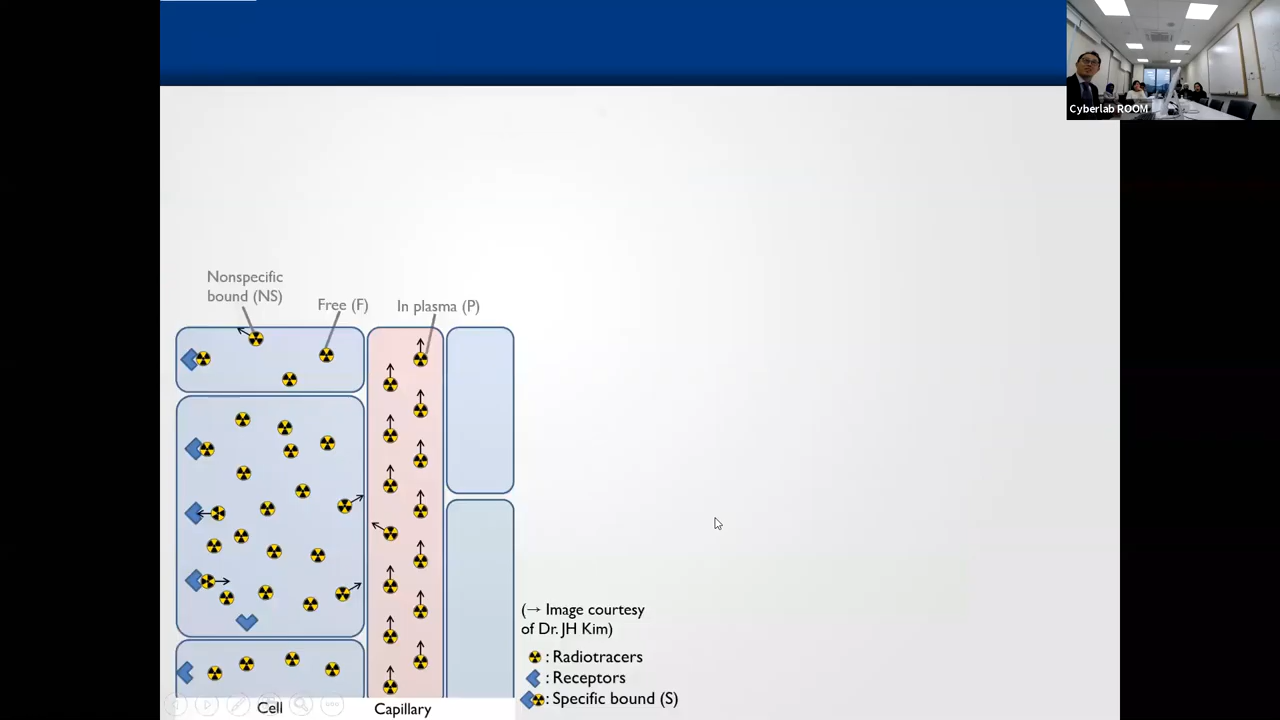 Cyberlab ROOM
Nonspecific
bound (NS)
Free (F)
In plasma (P)
(→ Image courtesy
of Dr. JH Kim)
: Radiotracers
: Receptors
: Specific bound (S)
Cell
Capillary